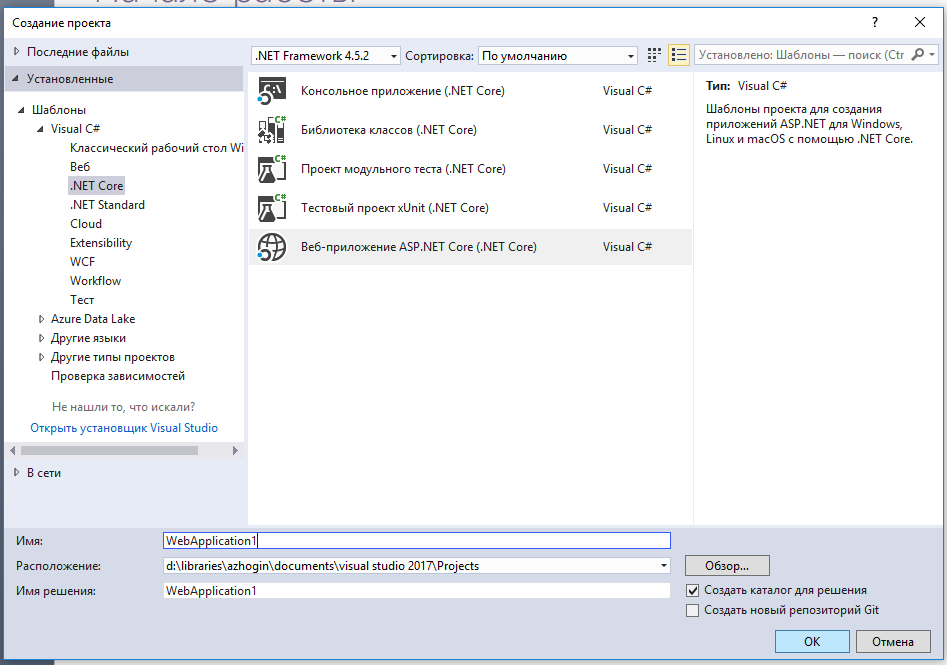 Начало работы
Создание проекта
?
Последние файлы
.NET Framework 4.5.2
Сортировка:
По умолчанию
Установлено: Шаблоны — поиск (Ctr
Установленные
Шаблоны
Visual C#
Классический рабочий стол Wi
Веб
.NET Core
.NET Standard
Cloud
Extensibility
WCF
Workflow
Тест
Azure Data Lake
Другие языки
Другие типы проектов
Проверка зависимостей
Не нашли то, что искали?
Открыть установщик Visual Studio
В сети
Консольное приложение (.NET Core) Visual C#
Библиотека классов (.NET Core) Visual C#
Проект модульного теста (.NET Core) Visual C#
Тестовый проект xUnit (.NET Core) Visual C#
Веб-приложение ASP.NET Core (.NET Core) Visual C#
Тип: Visual C#
Шаблоны проекта для создания
приложений ASP.NET для Windows,
Linux и macOS с помощью .NET Core.
Имя: WebApplication1
Расположение: d:\libraries\azhogin\documents\visual studio 2017\Projects
Обзор...
Имя решения: WebApplication1
Создать каталог для решения
Создать новый репозиторий Git
OK
Отмена